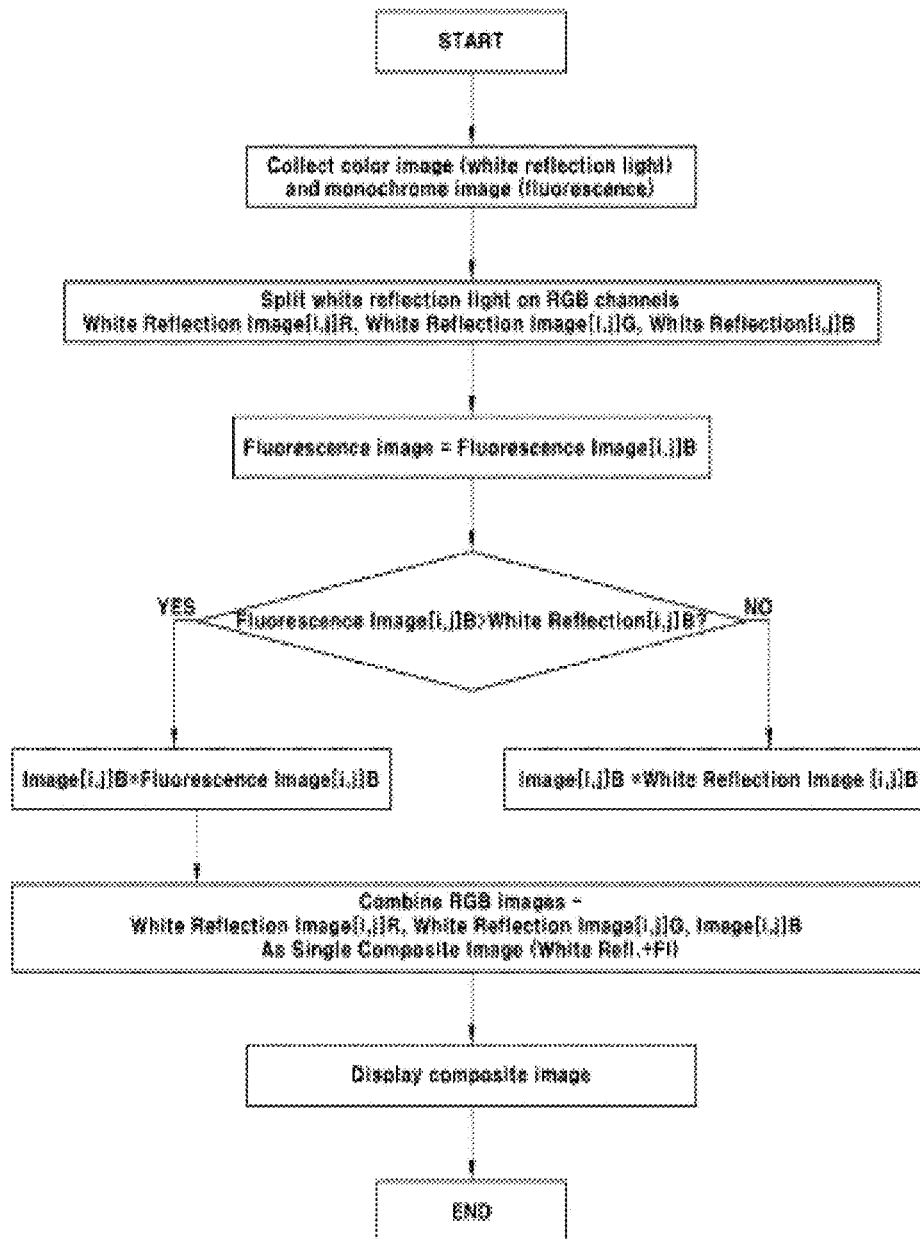 START
Collect color image (white reflection light)
and monochrome image (fluorescence)
Split white reflection light on RGB channels
White Reflection Image[i,j]R, White Reflection Image[i,j]G, White Reflection[i,j]B
Fluorescence image = Fluorescence Image[i,j]B
YES
Fluorescence Image[i,j]B>White Reflection[i,j]B?
NO
Image[i,j]B=Fluorescence Image[i,j]B
Image[i,j]B =White Reflection Image [i,j]B
Combine RGB images -
White Reflection Image[i,j]R, White Reflection Image[i,j]G, Image[i,j]B
As Single Composite Image (White Refl.+Fl)
Display composite image
END